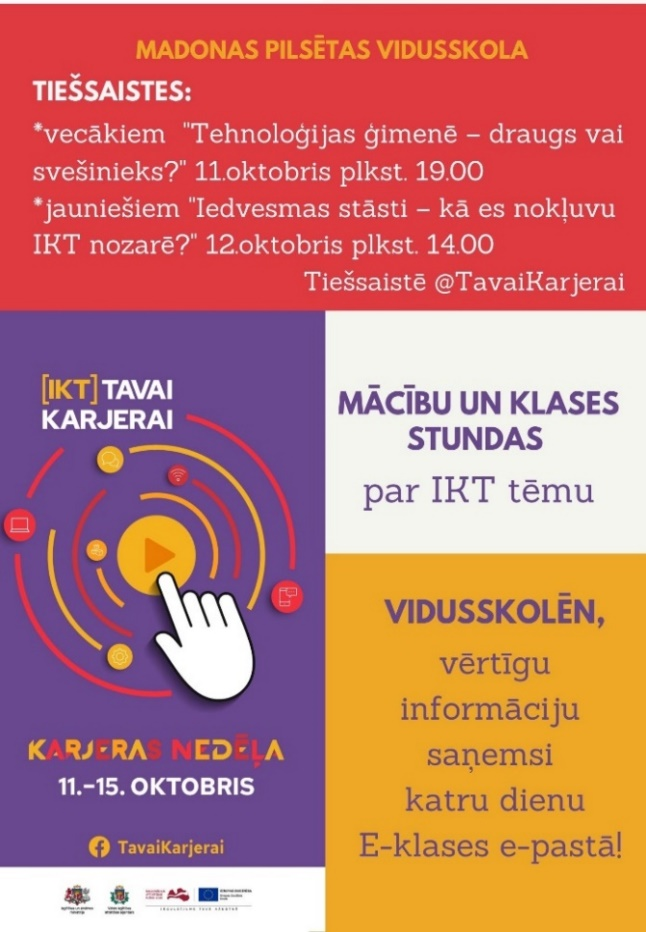 MADONAS PILSĒTAS VIDUSSKOLA
TIEŠSAISTES:
*vecākiem "Tehnoloģijas ģimenē – draugs vai
svešinieks?" 11.oktobris plkst. 19.00
*jauniešiem "Iedvesmas stāsti – kā es nokļuvu
IKT nozarē?" 12.oktobris plkst. 14.00
Tiešsaistē @TavaiKarjerai
[IKT] TAVAI
KARJERAI
KARJERAS NEDĒĻA
11.–15. OKTOBRIS
TavaiKarjerai
MĀCĪBU UN KLASES
STUNDAS
par IKT tēmu
VIDUSSKOLĒN,
vērtīgu
informāciju
saņemsi
katru dienu
E-klases e-pastā!